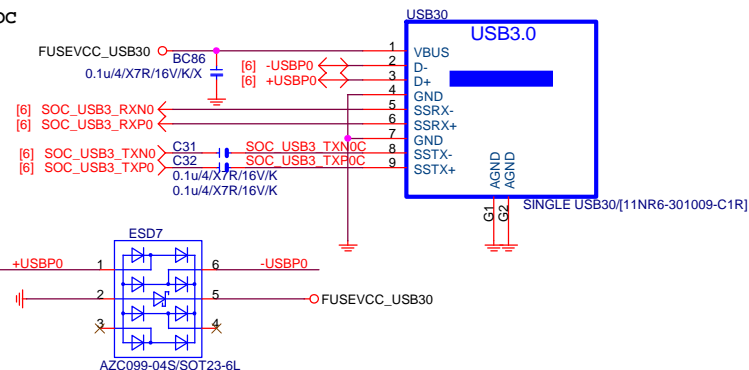 OC
USB30
USB3.0
FUSEVCC_USB30
BC86
0.1u/4/X7R/16V/K/X
[6] -USBP0
[6] +USBP0
1 VBUS
2 D-
3 D+
4 GND
5 SSRX-
6 SSRX+
7 GND
8 SSTX-
9 SSTX+
[6] SOC_USB3_RXN0
[6] SOC_USB3_RXP0
[6] SOC_USB3_TXN0
C31
SOC_USB3_TXN0C
[6] SOC_USB3_TXP0
C32
SOC_USB3_TXP0C
0.1u/4/X7R/16V/K
0.1u/4/X7R/16V/K
AGND
AGND
G1
G2
SINGLE USB30/[11NR6-301009-C1R]
ESD7
+USBP0 1
6 -USBP0
2
5 FUSEVCC_USB30
3
4
AZC099-04S/SOT23-6L